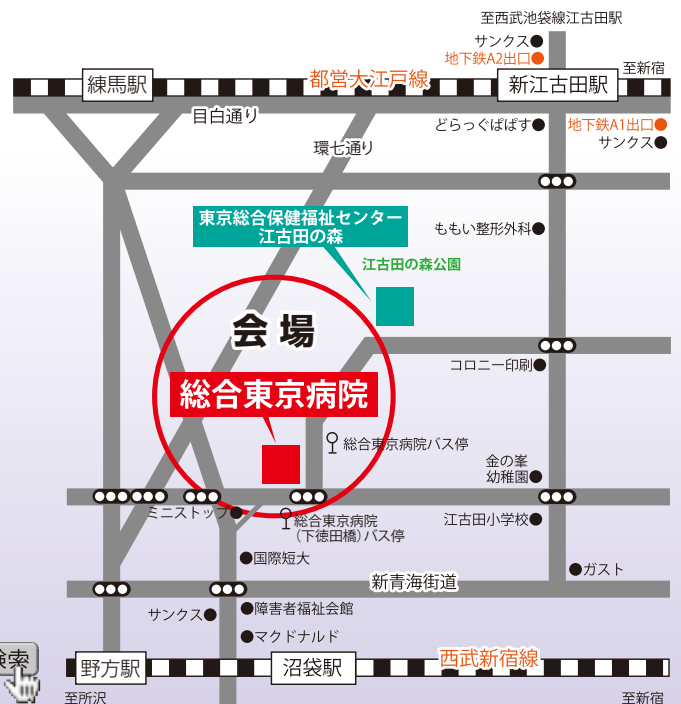 至西武池袋線江古田駅
サンクス
地下鉄A2出口
都営大江戸線
至新宿
練馬駅
新江古田駅
目白通り
どらっぐぱぱす
地下鉄A1出口
サンクス
環七通り
東京総合保健福祉センター
江古田の森
ももい整形外科
江古田の森公園
会場
コロニー印刷
総合東京病院
総合東京病院バス停
金の峯
幼稚園
ミニストップ
総合東京病院
(下徳田橋)バス停
江古田小学校
国際短大
ガスト
新青海街道
サンクス
障害者福祉会館
マクドナルド
検索
野方駅
沼袋駅
西武新宿線
至所沢
至新宿